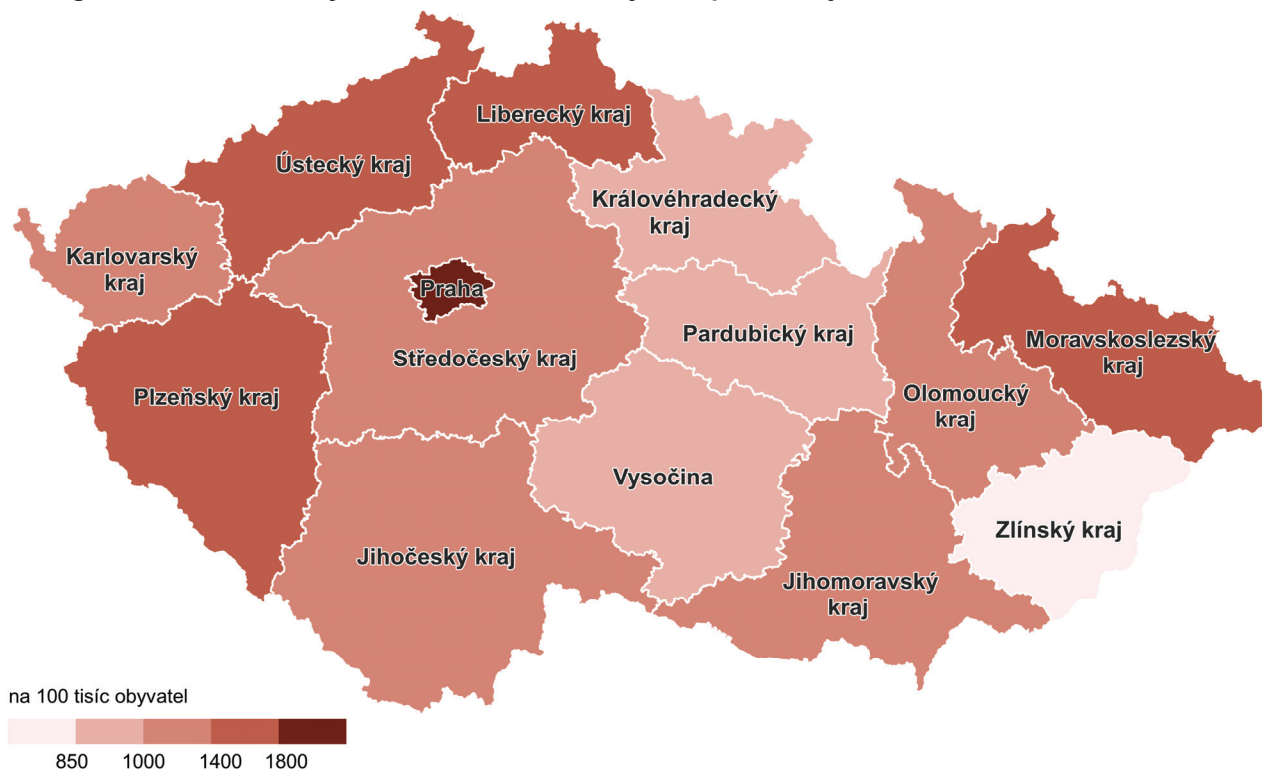 Liberecký kraj
Ústecký kraj
Královéhradecký
kraj
Karlovarský
kraj
Praha
Pardubický kraj
Moravskoslezský
kraj
Středočeský kraj
Plzeňský kraj
Olomoucký
kraj
Vysočina
Zlínský kraj
Jihočeský kraj
Jihomoravský
kraj
na 100 tisíc obyvatel
850 1000 1400 1800